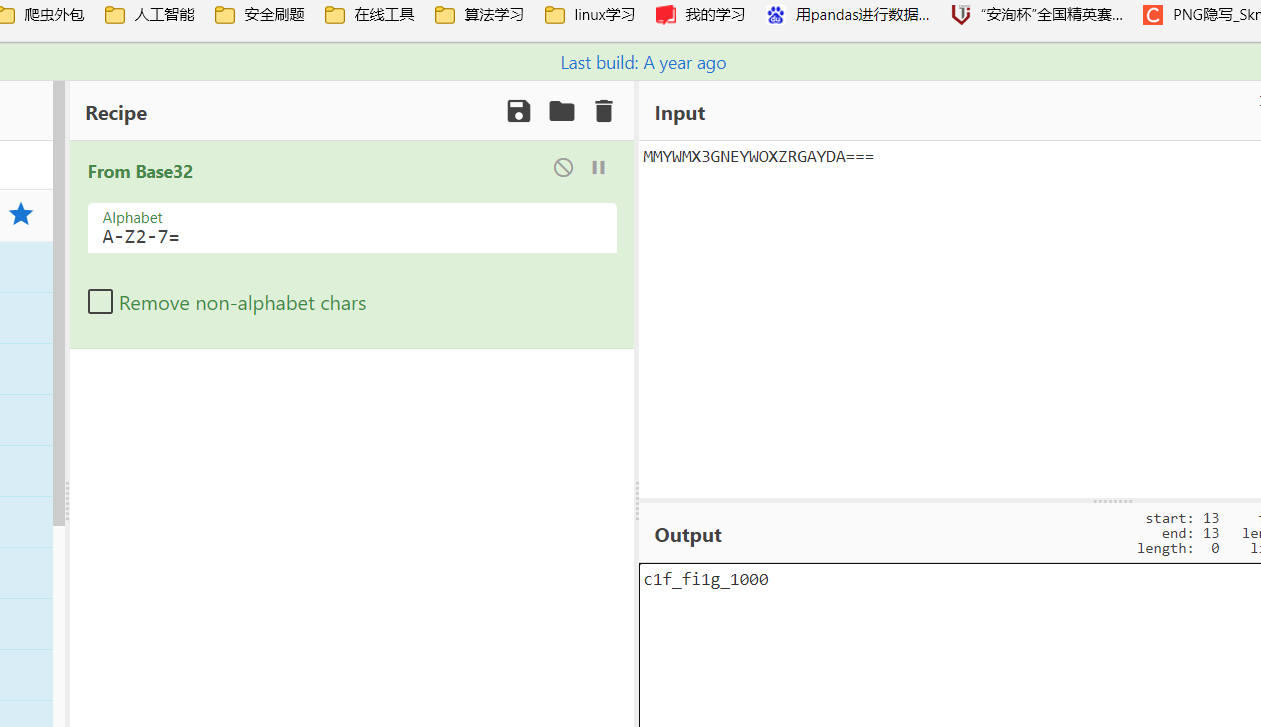 爬虫外包 人工智能 安全刷题 在线工具 算法学习 linux学习 我的学习 用pandas进行数据... “安洵杯”全国精英赛... PNG隐写_Skr
Last build: A year ago
Recipe
Input
From Base32
Alphabet
A-Z2-7=
Remove non-alphabet chars
MMYWMX3GNEYWOXZRGAYDA===
Output
start: 13
end: 13
length: 0
c1f_fi1g_1000